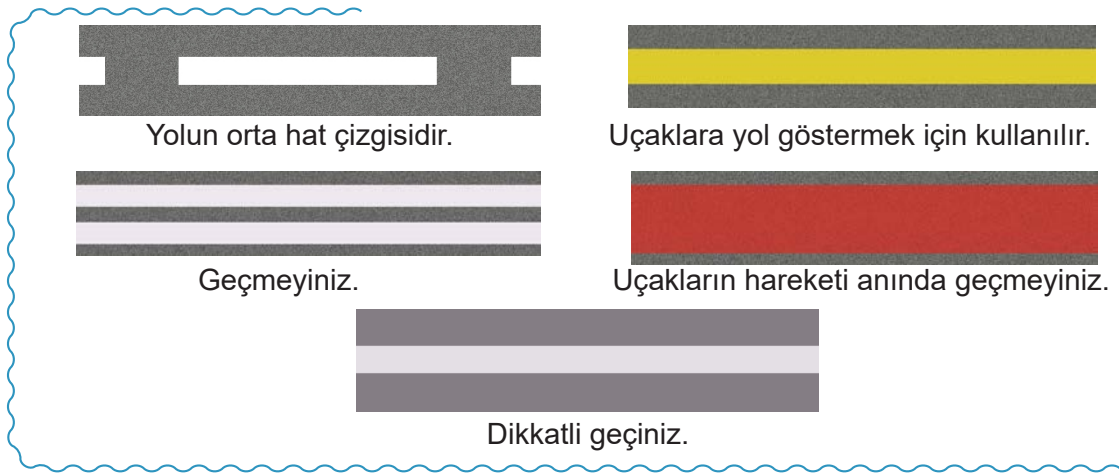 Yolun orta hat çizgisidir.
Uçaklara yol göstermek için kullanılır.
Geçmeyiniz.
Uçakların hareketi anında geçmeyiniz.
Dikkatli geçiniz.